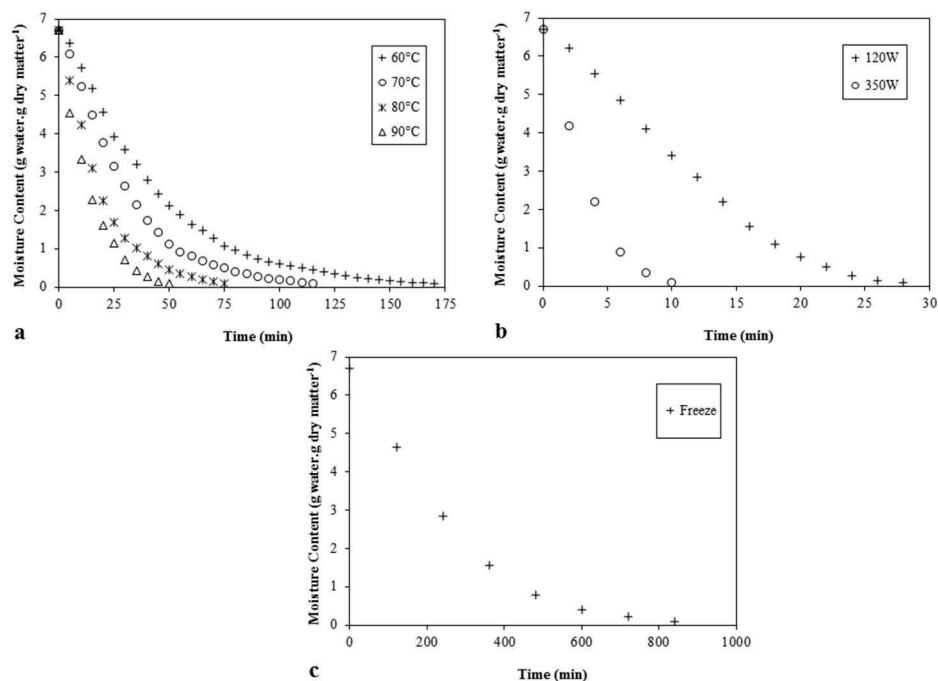 7
6
5
4
3
2
1
0
Moisture Content (g water.g dry matter⁻¹)
+ 60°C
○ 70°C
ж 80°C
△ 90°C
0 25 50 75 100 125 150 175
Time (min)
a
7
6
5
4
3
2
1
0
Moisture Content (g water.g dry matter⁻¹)
+ 120W
○ 350W
0 5 10 15 20 25 30
Time (min)
b
7
6
5
4
3
2
1
0
Moisture Content (g water.g dry matter⁻¹)
+ Freeze
0 200 400 600 800 1000
Time (min)
c